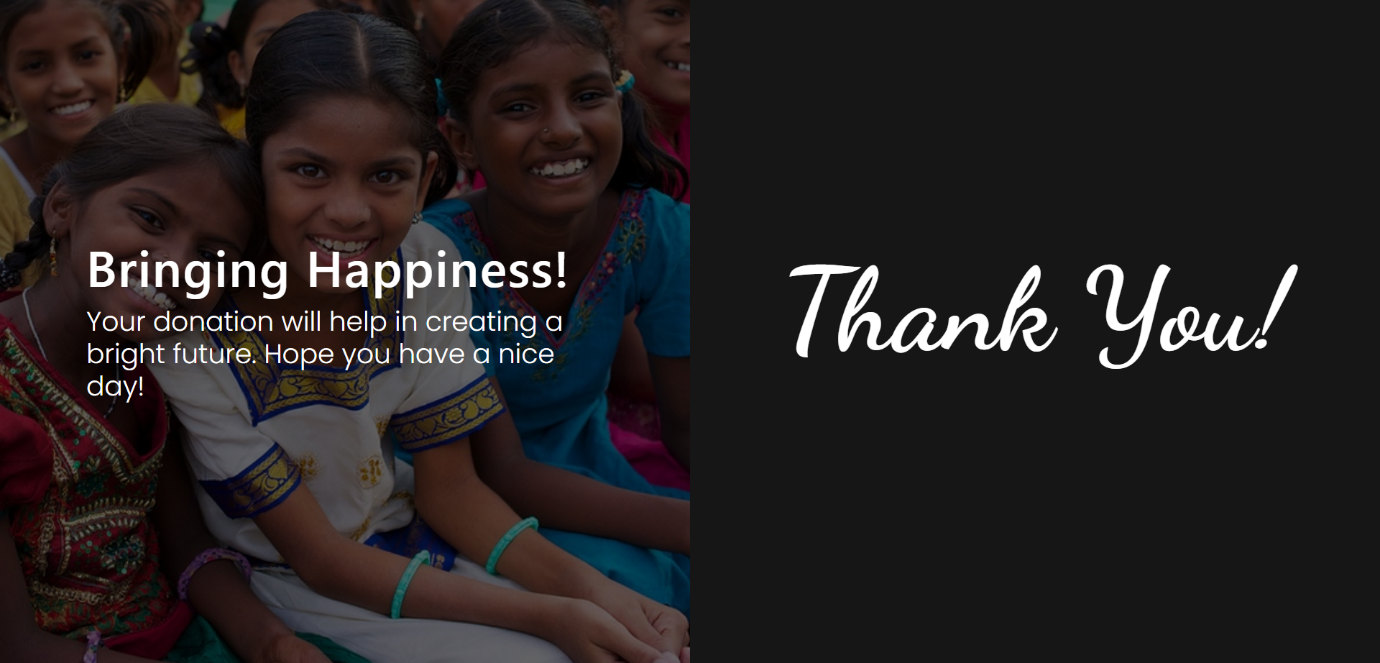 Bringing Happiness!
Your donation will help in creating a
bright future. Hope you have a nice
day!
Thank You!